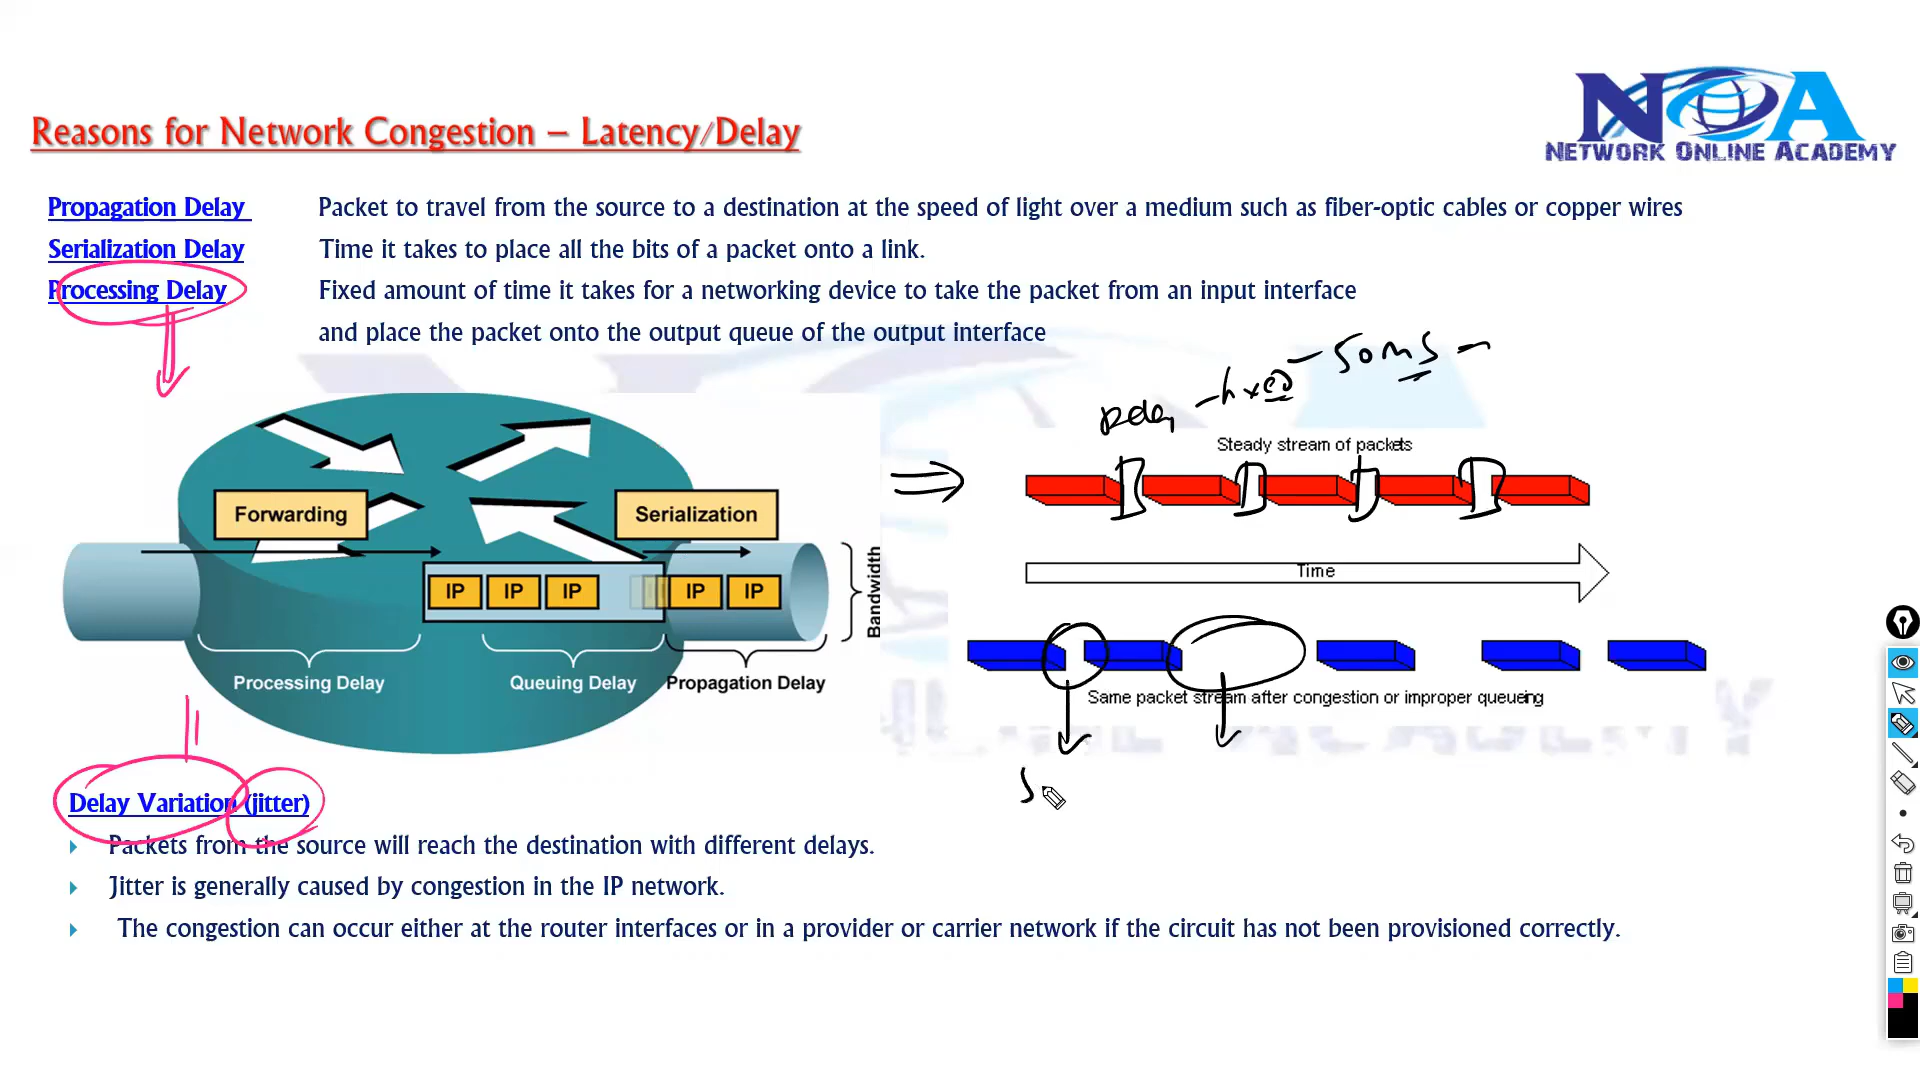 NOA
NETWORK ONLINE ACADEMY
Reasons for Network Congestion – Latency/Delay
Propagation Delay Packet to travel from the source to a destination at the speed of light over a medium such as fiber-optic cables or copper wires
Serialization Delay Time it takes to place all the bits of a packet onto a link.
Processing Delay Fixed amount of time it takes for a networking device to take the packet from an input interface
and place the packet onto the output queue of the output interface
50ms
fixed
Delay
Steady stream of packets
Forwarding
Serialization
Time
IP IP IP IP IP
Bandwidth
Processing Delay Queuing Delay Propagation Delay
Same packet stream after congestion or improper queueing
Delay Variation (jitter)
Packets from the source will reach the destination with different delays.
Jitter is generally caused by congestion in the IP network.
The congestion can occur either at the router interfaces or in a provider or carrier network if the circuit has not been provisioned correctly.